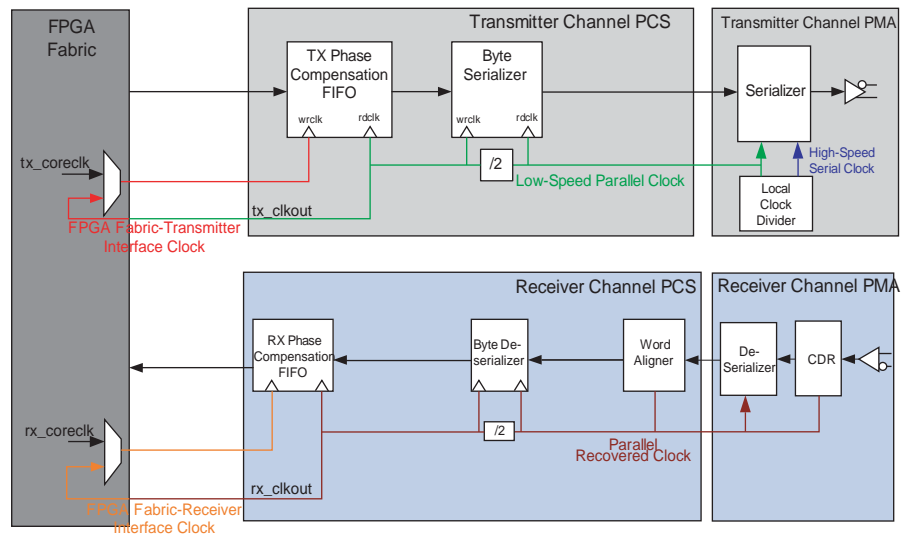 FPGA
Fabric
Transmitter Channel PCS
Transmitter Channel PMA
TX Phase
Compensation
FIFO
wrclk
rdclk
Byte
Serializer
wrclk
rdclk
/2
Serializer
tx_coreclk
High-Speed
Serial Clock
Low-Speed Parallel Clock
Local
Clock
Divider
tx_clkout
FPGA Fabric-Transmitter
Interface Clock
Receiver Channel PCS
Receiver Channel PMA
RX Phase
Compensation
FIFO
Byte De-
serializer
Word
Aligner
De-
Serializer
CDR
rx_coreclk
/2
Parallel
Recovered Clock
rx_clkout
FPGA Fabric-Receiver
Interface Clock